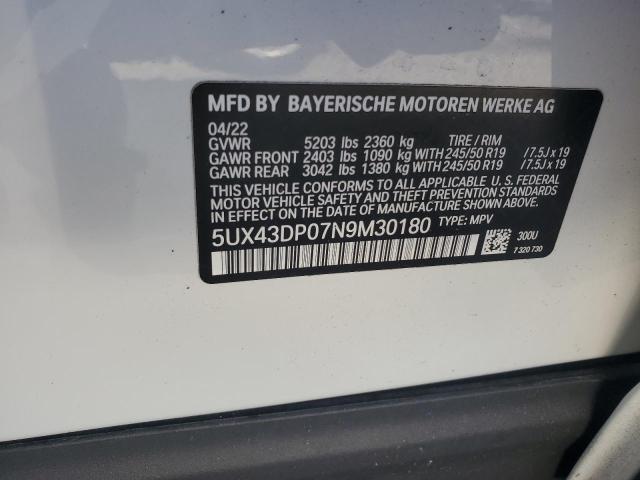 MFD BY BAYERISCHE MOTOREN WERKE AG
04/22
GVWR 5203 lbs 2360 kg TIRE / RIM
GAWR FRONT 2403 lbs 1090 kg WITH 245/50 R19 /7.5J x 19
GAWR REAR 3042 lbs 1380 kg WITH 245/50 R19 /7.5J x 19
THIS VEHICLE CONFORMS TO ALL APPLICABLE U.S. FEDERAL
MOTOR VEHICLE SAFETY, BUMPER, AND THEFT PREVENTION
STANDARDS IN EFFECT ON THE DATE OF MANUFACTURE SHOWN ABOVE.
5UX43DP07N9M30180 TYPE: MPV
300U
7 320 730